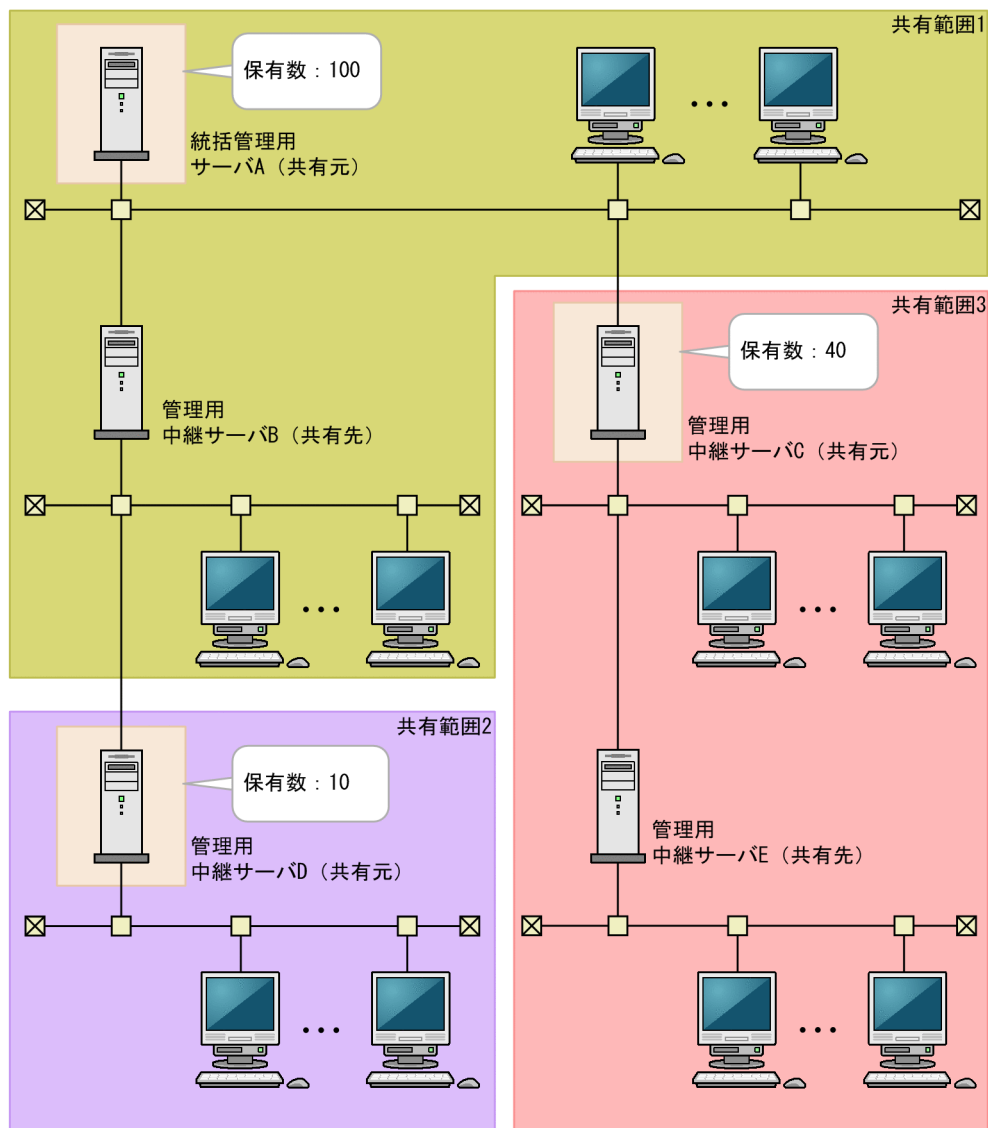 共有範囲1
保有数：100
統括管理用
サーバA（共有元）
共有範囲3
保有数：40
管理用
中継サーバB（共有先）
管理用
中継サーバC（共有元）
共有範囲2
保有数：10
管理用
中継サーバD（共有元）
管理用
中継サーバE（共有先）